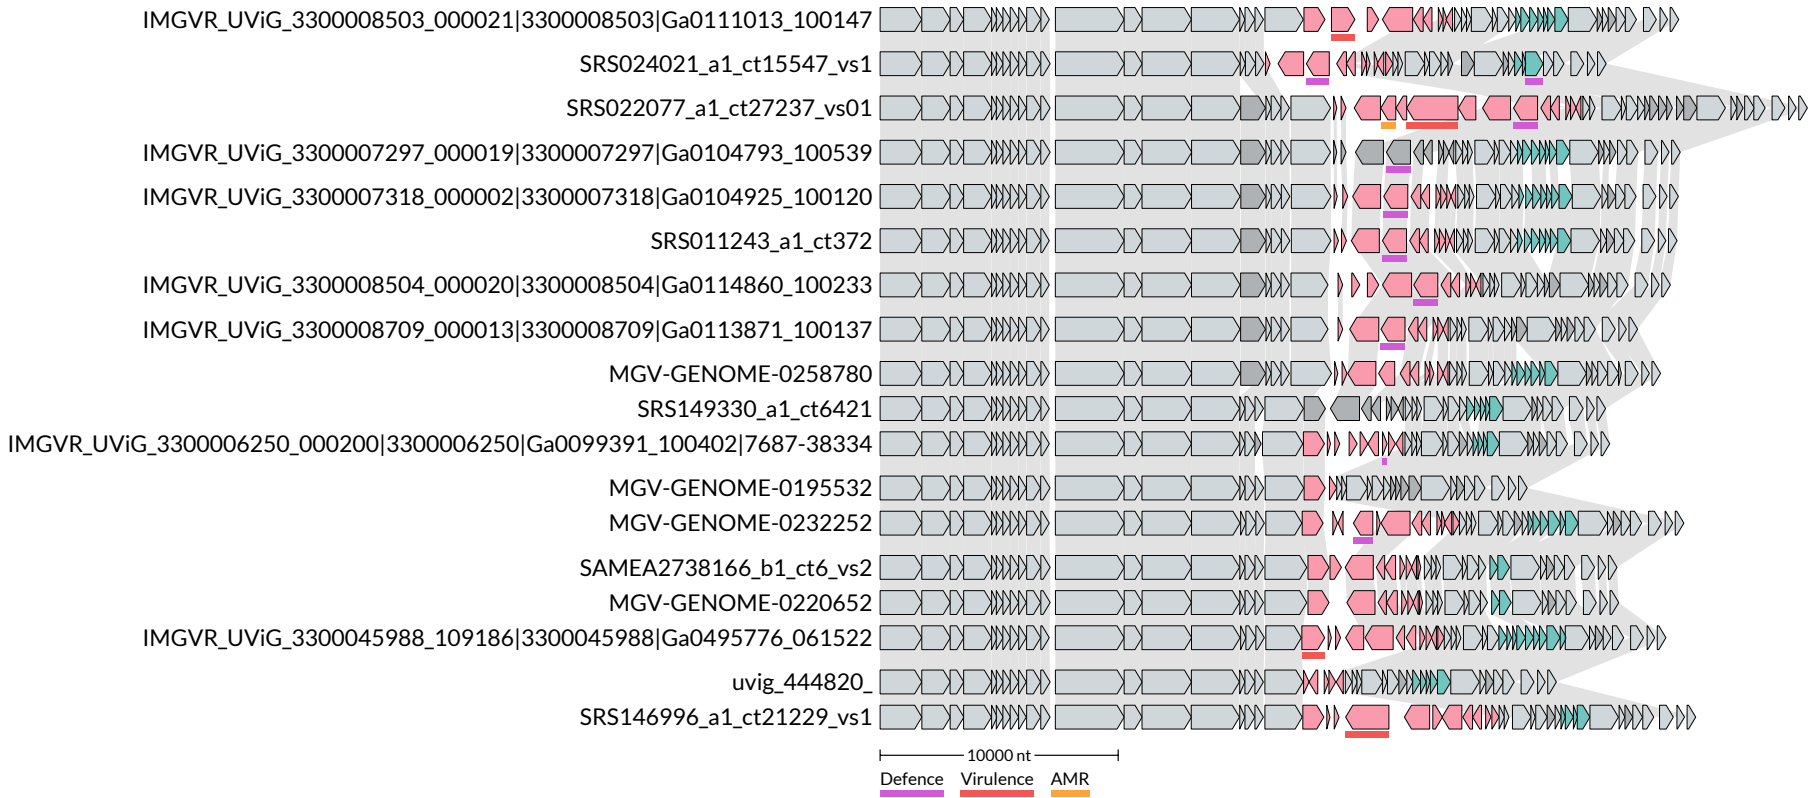 IMGVR_UViG_3300008503_000021|3300008503|Ga0111013_100147
SRS024021_a1_ct15547_vs1
SRS022077_a1_ct27237_vs01
IMGVR_UViG_3300007297_000019|3300007297|Ga0104793_100539
IMGVR_UViG_3300007318_000002|3300007318|Ga0104925_100120
SRS011243_a1_ct372
IMGVR_UViG_3300008504_000020|3300008504|Ga0114860_100233
IMGVR_UViG_3300008709_000013|3300008709|Ga0113871_100137
MGV-GENOME-0258780
SRS149330_a1_ct6421
IMGVR_UViG_3300006250_000200|3300006250|Ga0099391_100402|7687-38334
MGV-GENOME-0195532
MGV-GENOME-0232252
SAMEA2738166_b1_ct6_vs2
MGV-GENOME-0220652
IMGVR_UViG_3300045988_109186|3300045988|Ga0495776_061522
uvig_444820_
SRS146996_a1_ct21229_vs1
10000 nt
Defence Virulence AMR